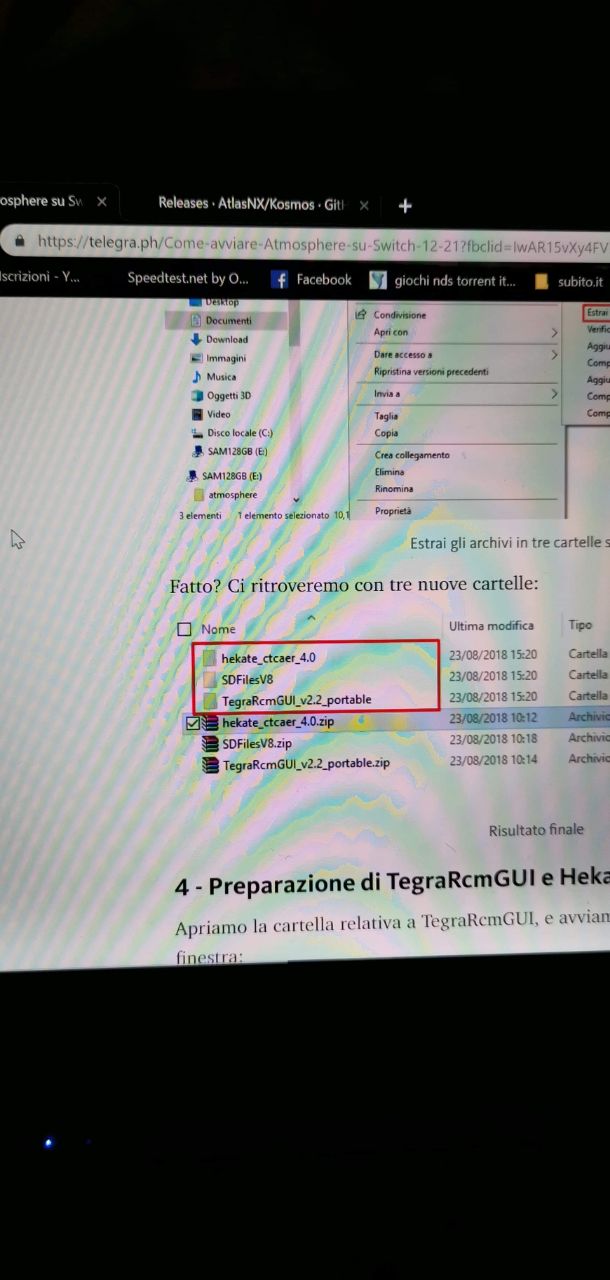 osphere su Sw
Releases · AtlasNX/Kosmos · Gitl
https://telegra.ph/Come-avviare-Atmosphere-su-Switch-12-21?fbclid=IwAR15vXy4FV
Iscrizioni - Y...
Speedtest.net by O...
Facebook
giochi nds torrent it...
subito.it
Desktop
Documenti
Download
Immagini
Musica
Oggetti 3D
Video
Disco locale (C:)
SAM128GB (E:)
SAM128GB (E:)
atmosphere
3 elementi 1 elemento selezionato 10,1
Condivisione
Apri con
Dare accesso a
Ripristina versioni precedenti
Invia a
Taglia
Copia
Crea collegamento
Elimina
Rinomina
Proprietà
Estrai
Verific
Aggiu
Comp
Aggiu
Comp
Comp
Estrai gli archivi in tre cartelle s
Fatto? Ci ritroveremo con tre nuove cartelle:
Nome Ultima modifica Tipo
hekate_ctcaer_4.0 23/08/2018 15:20 Cartella
SDFilesV8 23/08/2018 15:20 Cartella
TegraRcmGUI_v2.2_portable 23/08/2018 15:20 Cartella
hekate_ctcaer_4.0.zip 23/08/2018 10:12 Archivio
SDFilesV8.zip 23/08/2018 10:18 Archivio
TegraRcmGUI_v2.2_portable.zip 23/08/2018 10:14 Archivio
Risultato finale
4 - Preparazione di TegraRcmGUI e Heka
Apriamo la cartella relativa a TegraRcmGUI, e avviam
finestra: